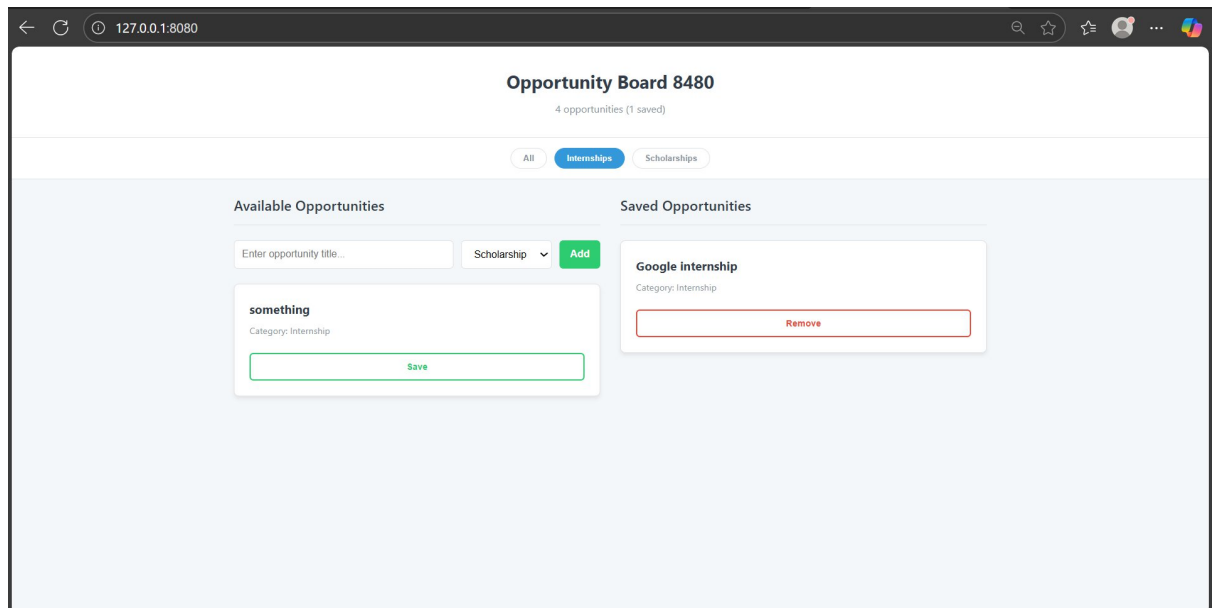 127.0.0.1:8080
Opportunity Board 8480
4 opportunities (1 saved)
All Internships Scholarships
Available Opportunities
Enter opportunity title... Scholarship Add
something
Category: Internship
Save
Saved Opportunities
Google internship
Category: Internship
Remove